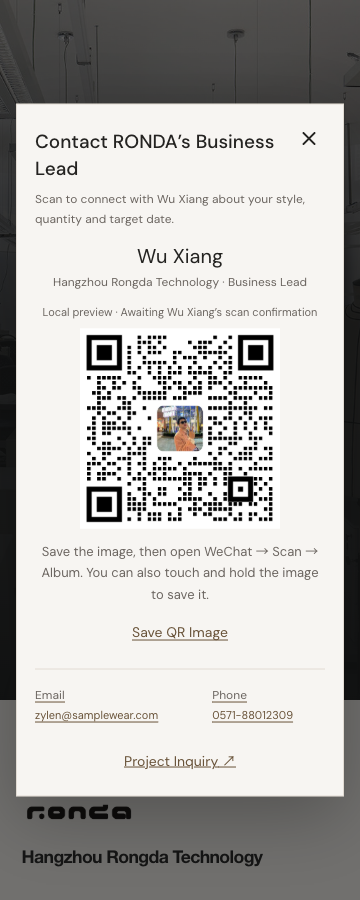 Contact RONDA’s Business
Lead
Scan to connect with Wu Xiang about your style,
quantity and target date.
Wu Xiang
Hangzhou Rongda Technology · Business Lead
Local preview · Awaiting Wu Xiang’s scan confirmation
Save the image, then open WeChat → Scan →
Album. You can also touch and hold the image
to save it.
Save QR Image
Email
zylen@samplewear.com
Phone
0571-88012309
Project Inquiry ↗
ronda
Hangzhou Rongda Technology